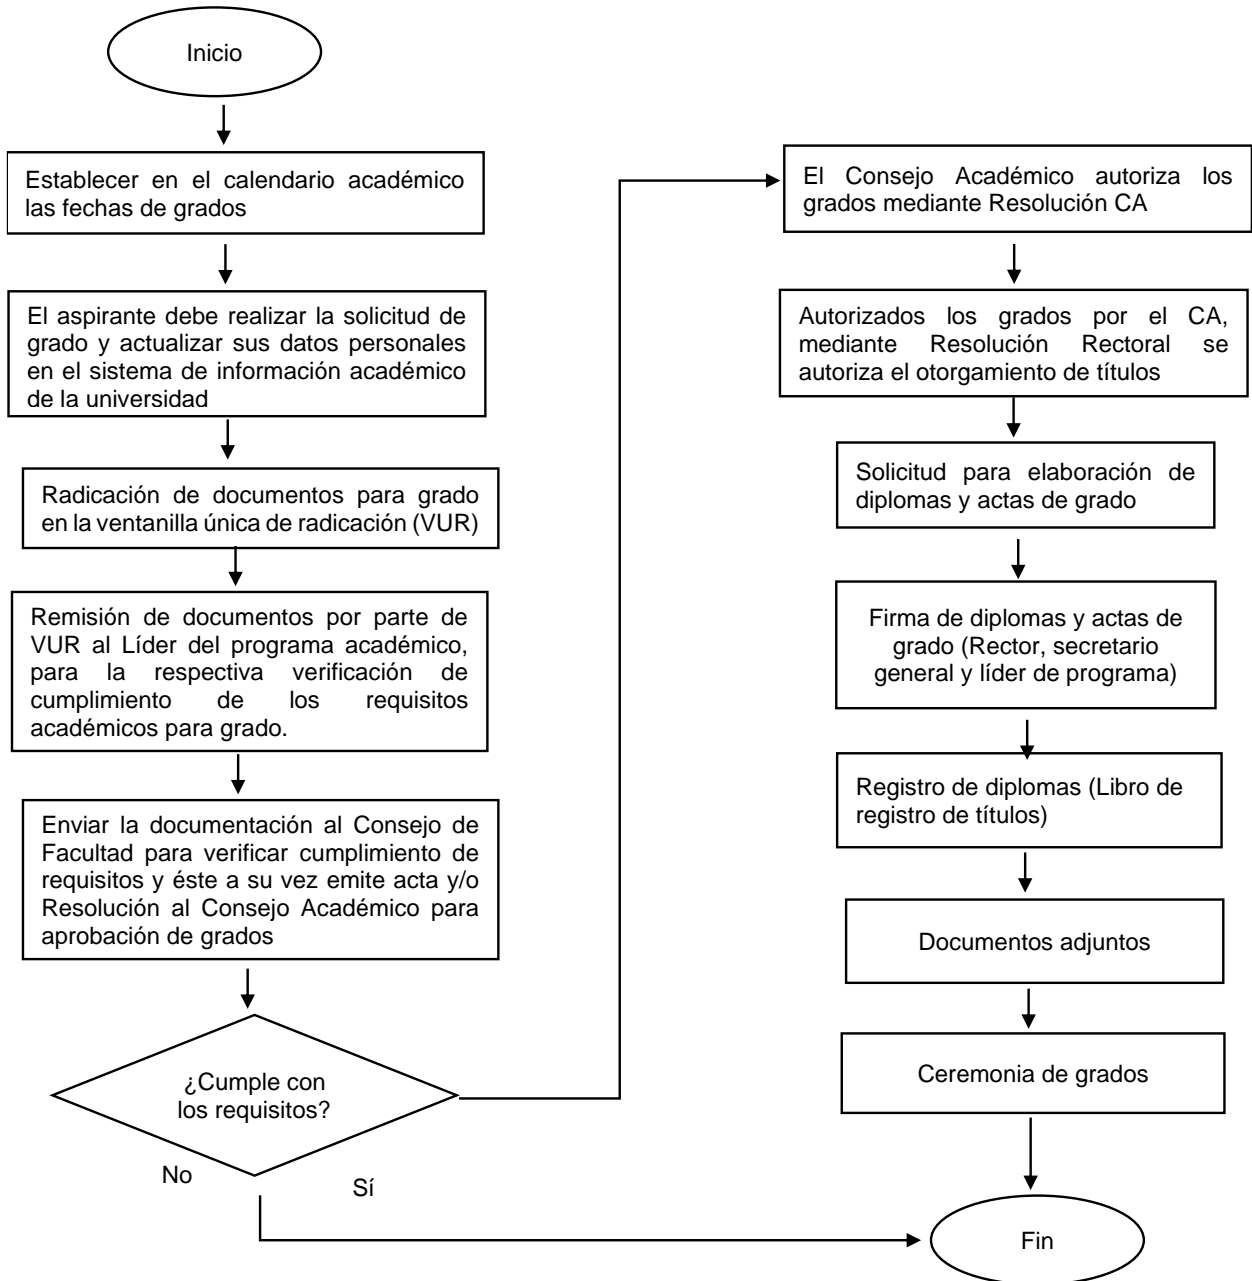 Inicio
Establecer en el calendario académico
las fechas de grados
El aspirante debe realizar la solicitud de
grado y actualizar sus datos personales
en el sistema de información académico
de la universidad
Radicación de documentos para grado
en la ventanilla única de radicación (VUR)
Remisión de documentos por parte de
VUR al Líder del programa académico,
para la respectiva verificación de
cumplimiento de los requisitos
académicos para grado.
Enviar la documentación al Consejo de
Facultad para verificar cumplimiento de
requisitos y éste a su vez emite acta y/o
Resolución al Consejo Académico para
aprobación de grados
¿Cumple con
los requisitos?
No
Sí
El Consejo Académico autoriza los
grados mediante Resolución CA
Autorizados los grados por el CA,
mediante Resolución Rectoral se
autoriza el otorgamiento de títulos
Solicitud para elaboración de
diplomas y actas de grado
Firma de diplomas y actas de
grado (Rector, secretario
general y líder de programa)
Registro de diplomas (Libro de
registro de títulos)
Documentos adjuntos
Ceremonia de grados
Fin